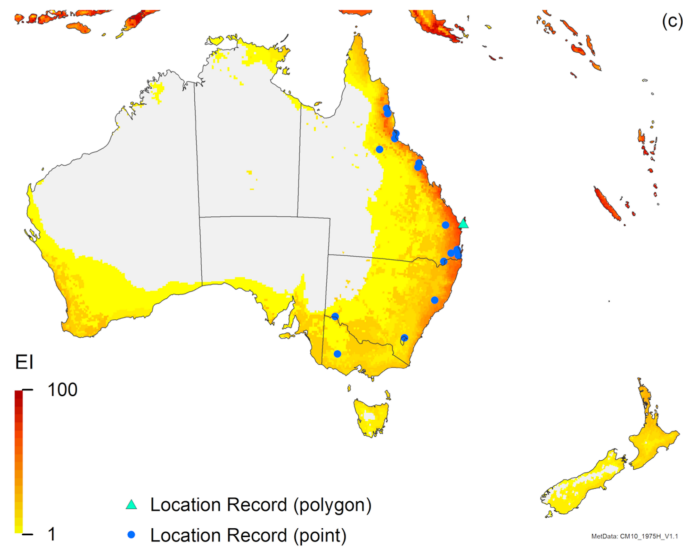 (c)
EI
100
1
Location Record (polygon)
Location Record (point)
MetData: CM10_1975H_V1.1